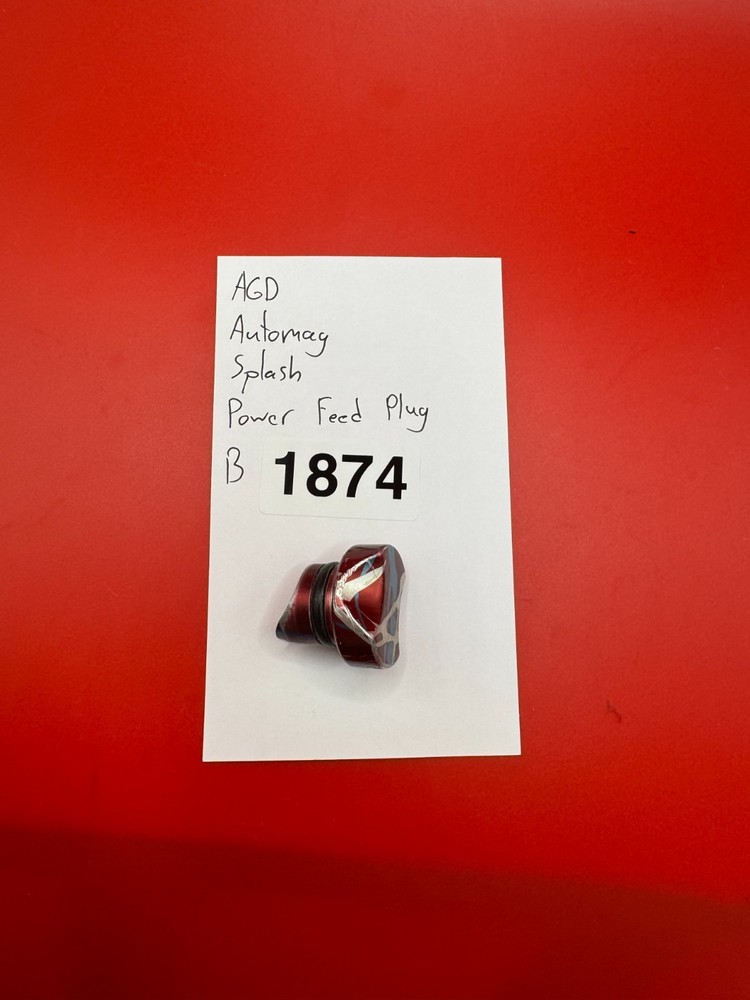 AGD
Automag
Splash
Power Feed Plug
B 1874